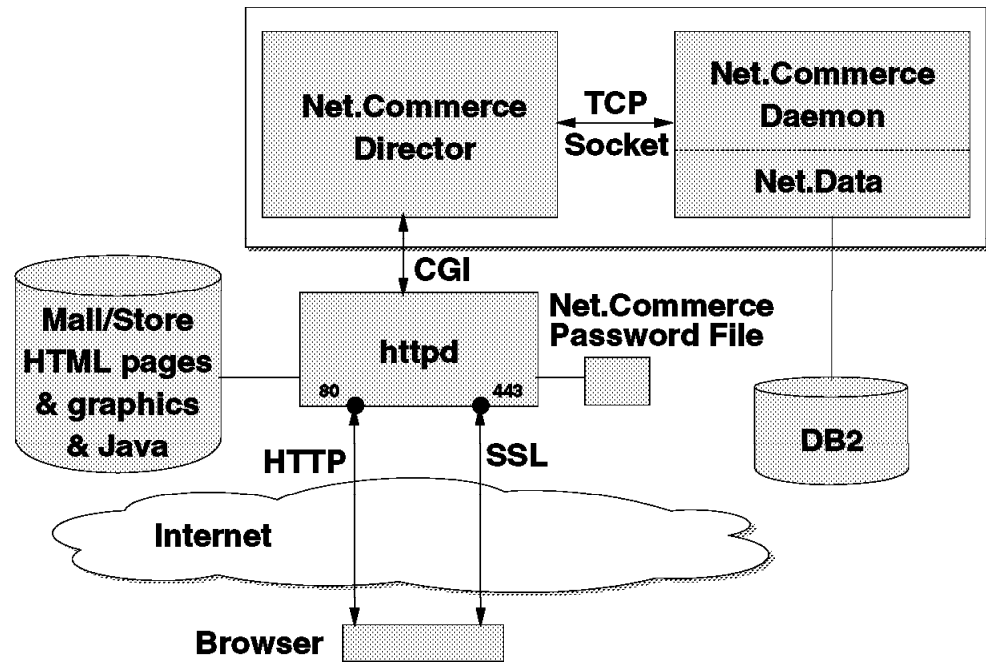 Net.Commerce
Director
TCP
Socket
Net.Commerce
Daemon
Net.Data
CGI
Mall/Store
HTML pages
& graphics
& Java
httpd
80
443
Net.Commerce
Password File
DB2
HTTP
SSL
Internet
Browser